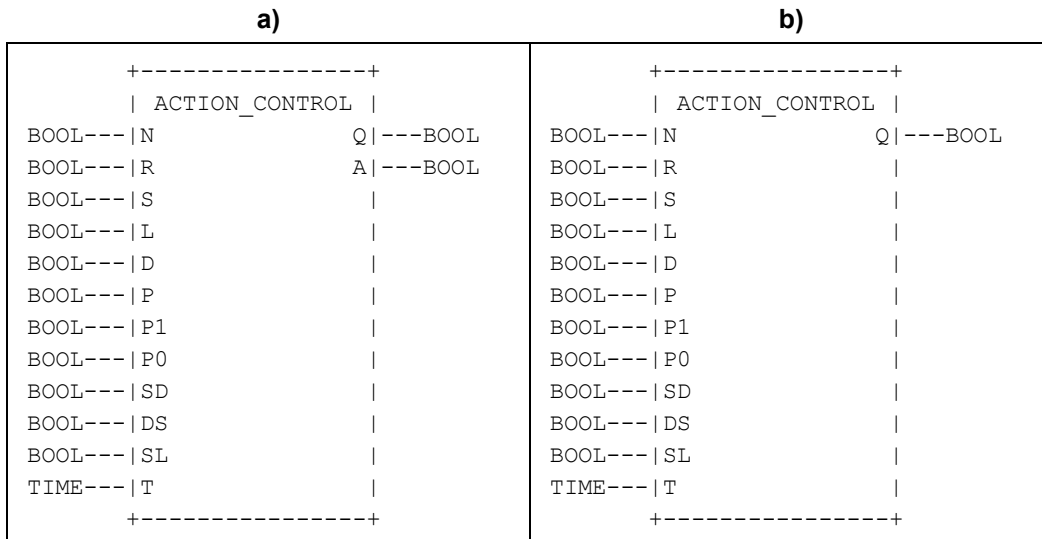 a) b)
+----------------+ +----------------+
| ACTION_CONTROL | | ACTION_CONTROL |
BOOL---|N Q|---BOOL BOOL---|N Q|---BOOL
BOOL---|R A|---BOOL BOOL---|R |
BOOL---|S | BOOL---|S |
BOOL---|L | BOOL---|L |
BOOL---|D | BOOL---|D |
BOOL---|P | BOOL---|P |
BOOL---|P1 | BOOL---|P1 |
BOOL---|P0 | BOOL---|P0 |
BOOL---|SD | BOOL---|SD |
BOOL---|DS | BOOL---|DS |
BOOL---|SL | BOOL---|SL |
TIME---|T | TIME---|T |
+----------------+ +----------------+